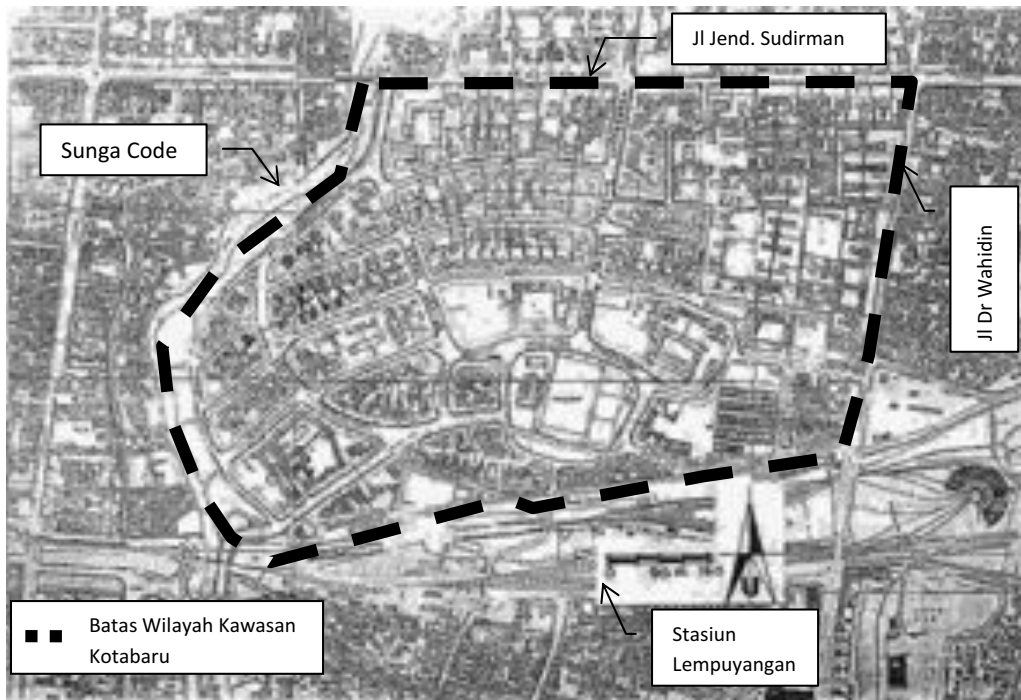 Jl Jend. Sudirman
Sunga Code
Jl Dr Wahidin
Batas Wilayah Kawasan
Kotabaru
Stasiun
Lempuyangan
U